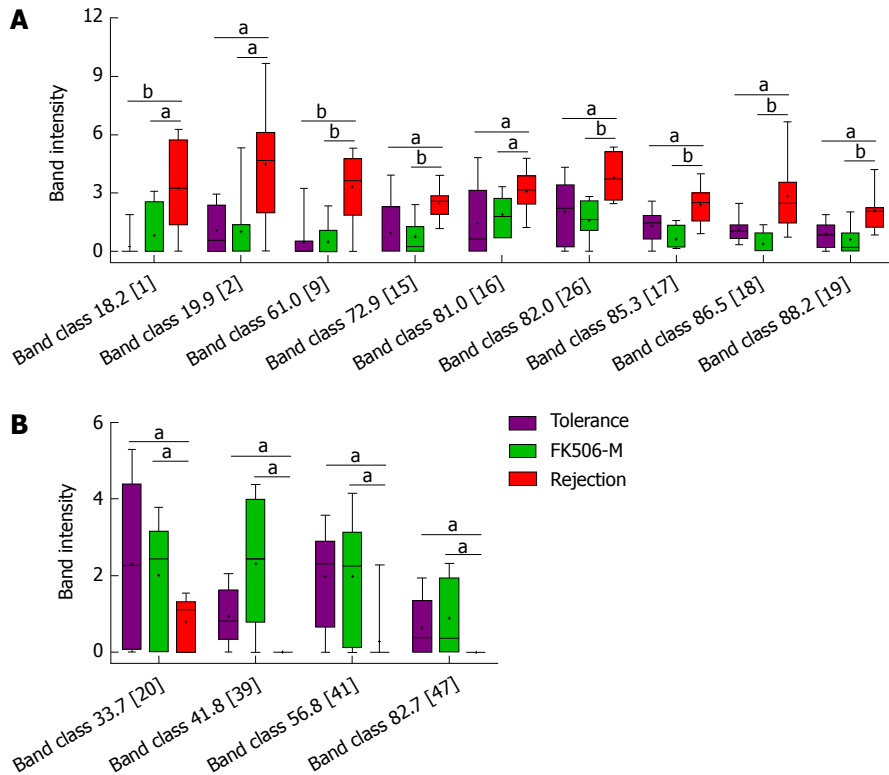 A
12
9
6
3
0
Band intensity
b
a
a
a
b
b
a
b
a
a
a
b
a
b
a
b
a
b
Band class 18.2 [1]
Band class 19.9 [2]
Band class 61.0 [9]
Band class 72.9 [15]
Band class 81.0 [16]
Band class 82.0 [26]
Band class 85.3 [17]
Band class 86.5 [18]
Band class 88.2 [19]
B
6
4
2
0
Band intensity
a
a
a
a
a
a
a
a
Band class 33.7 [20]
Band class 41.8 [39]
Band class 56.8 [41]
Band class 82.7 [47]
Tolerance
FK506-M
Rejection